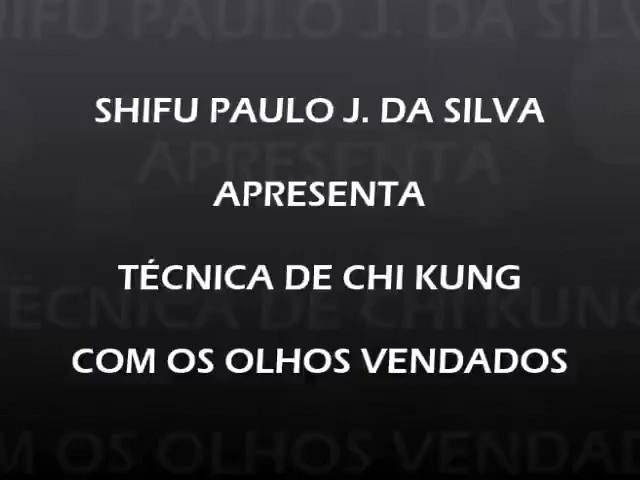 SHIFU PAULO J. DA SILVA
APRESENTA
TÉCNICA DE CHI KUNG
COM OS OLHOS VENDADOS